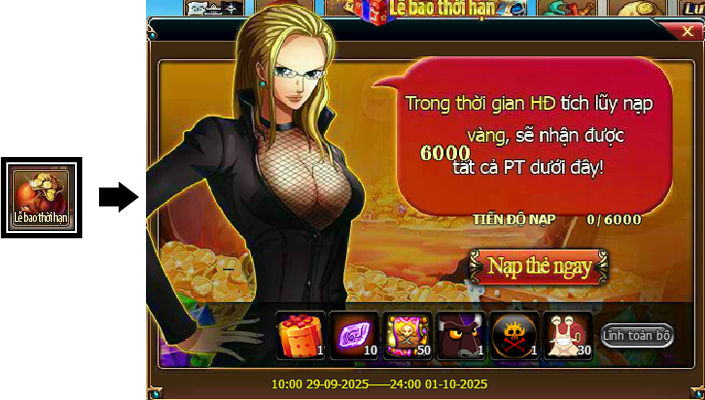 Lễ bao thời hạn
Lễ bao thời hạn
Trong thời gian HĐ tích lũy nạp
vàng, sẽ nhận được
6000
tất cả PT dưới đây!
TIẾN ĐỘ NẠP 0/6000
Nạp thẻ ngay
1 10 50 1 1 30
Lĩnh toàn bộ
10:00 29-09-2025——24:00 01-10-2025